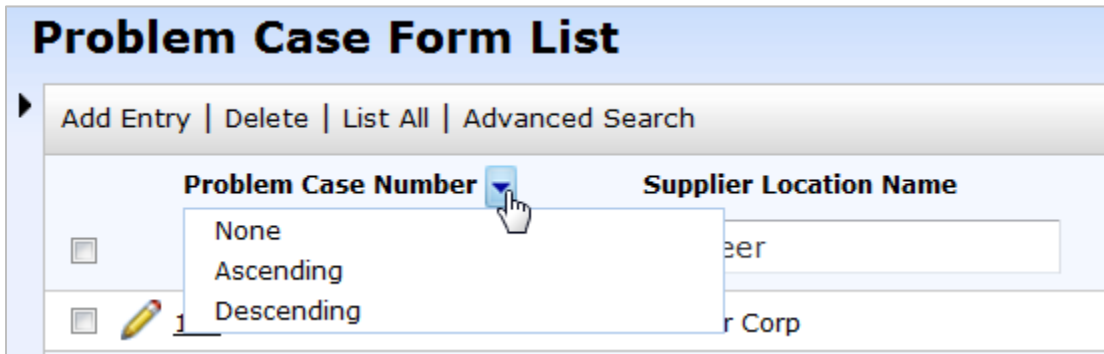 Problem Case Form List
Add Entry | Delete | List All | Advanced Search
Problem Case Number Supplier Location Name
None
Ascending
Descending
Corp